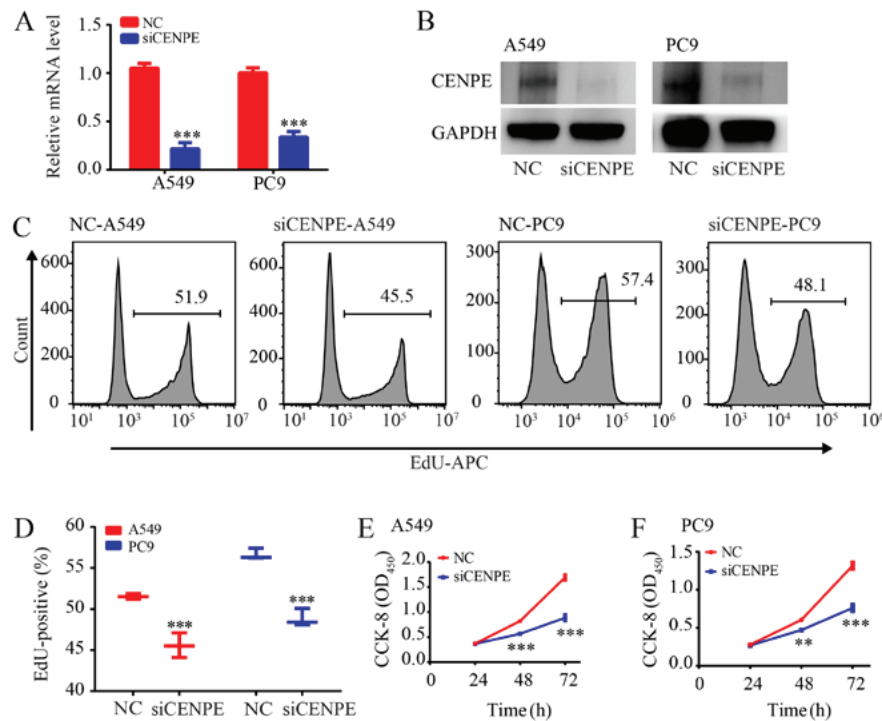 A
NC
siCENPE
Reletive mRNA level
1.5
1.0
0.5
0.0
***
***
A549
PC9
B
A549
PC9
CENPE
GAPDH
NC siCENPE
NC siCENPE
C
NC-A549
siCENPE-A549
NC-PC9
siCENPE-PC9
Count
600
400
200
0
51.9
10¹ 10³ 10⁵ 10⁷
600
400
200
0
45.5
10¹ 10³ 10⁵ 10⁷
300
200
100
0
57.4
10³ 10⁴ 10⁵ 10⁶
300
200
100
0
48.1
10³ 10⁴ 10⁵ 10⁶
EdU-APC
D
A549
PC9
EdU-positive (%)
65
60
55
50
45
***
***
NC siCENPE NC siCENPE
E A549
NC
siCENPE
CCK-8 (OD₄₅₀)
2.0
1.5
1.0
0.5
0.0
***
***
0 24 48 72
Time (h)
F PC9
NC
siCENPE
CCK-8 (OD₄₅₀)
1.5
1.0
0.5
0.0
**
***
0 24 48 72
Time (h)